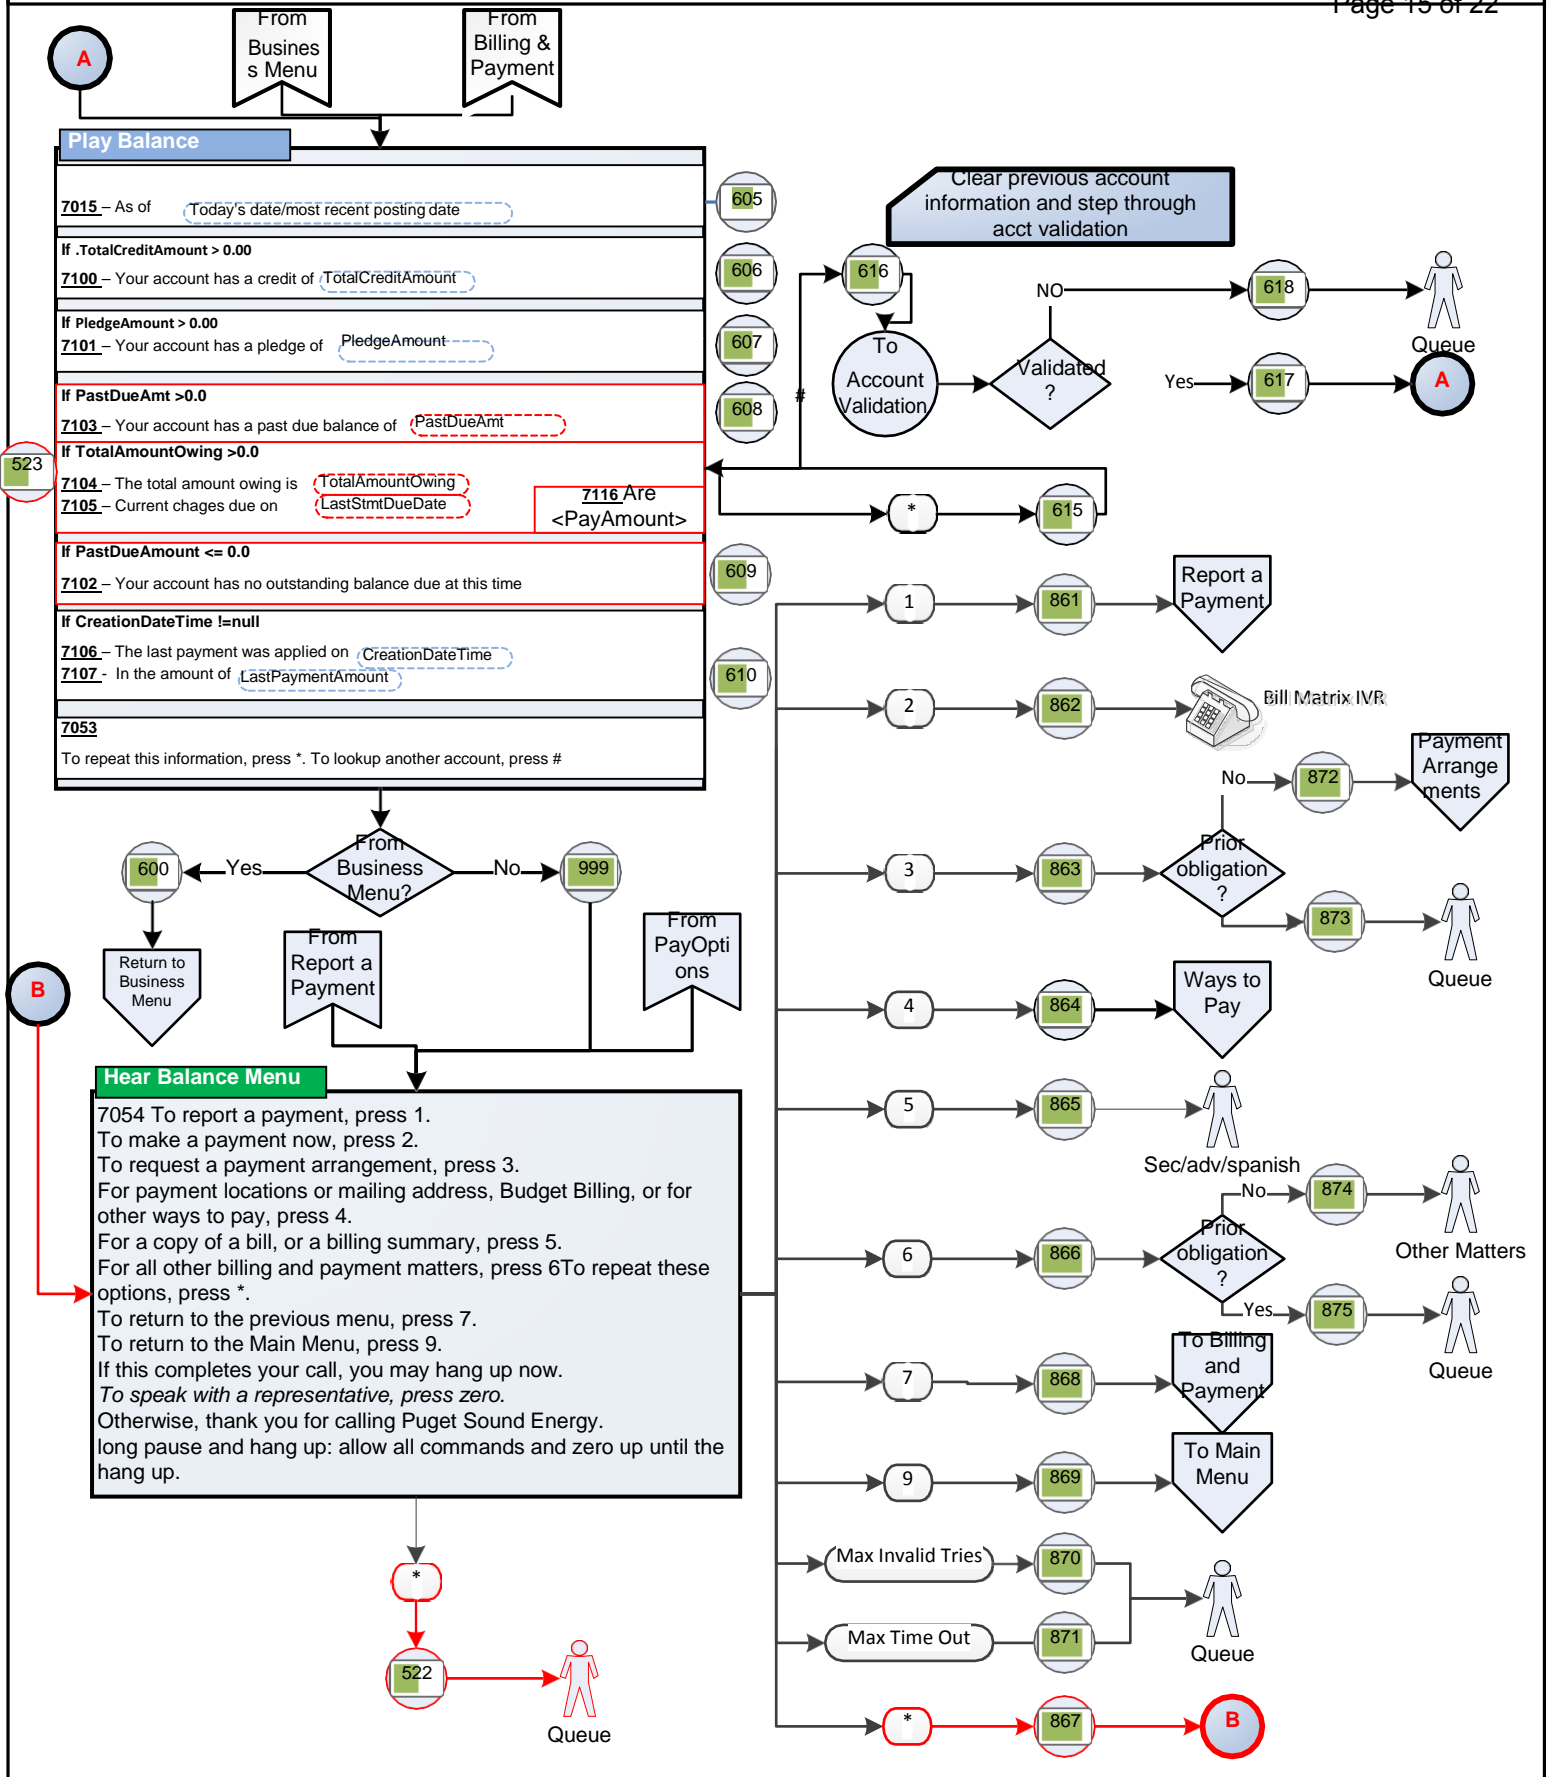 Page 15 of 22
A
From
Busines
s Menu
From
Billing &
Payment
Play Balance
7015 – As of Today's date/most recent posting date
605
If .TotalCreditAmount > 0.00
7100 – Your account has a credit of TotalCreditAmount
606
If PledgeAmount > 0.00
7101 – Your account has a pledge of PledgeAmount
607
If PastDueAmt >0.0
7103 – Your account has a past due balance of PastDueAmt
608
523
If TotalAmountOwing >0.0
7104 – The total amount owing is TotalAmountOwing
7105 – Current chages due on LastStmtDueDate
7116 Are
<PayAmount>
If PastDueAmount <= 0.0
7102 – Your account has no outstanding balance due at this time
609
If CreationDateTime !=null
7106 – The last payment was applied on CreationDateTime
7107 - In the amount of LastPaymentAmount
610
7053
To repeat this information, press *. To lookup another account, press #
Clear previous account
information and step through
acct validation
#
616
To
Account
Validation
Validated
?
NO
618
Queue
Yes
617
A
*
615
1
861
Report a
Payment
2
862
Bill Matrix IVR
3
863
Prior
obligation
?
No
872
Payment
Arrange
ments
873
Queue
4
864
Ways to
Pay
5
865
Sec/adv/spanish
6
866
Prior
obligation
?
No
874
Other Matters
Yes
875
Queue
7
868
To Billing
and
Payment
9
869
To Main
Menu
Max Invalid Tries
870
Max Time Out
871
Queue
*
867
B
From
Business
Menu?
Yes
600
Return to
Business
Menu
No
999
From
Report a
Payment
From
PayOpti
ons
B
Hear Balance Menu
7054 To report a payment, press 1.
To make a payment now, press 2.
To request a payment arrangement, press 3.
For payment locations or mailing address, Budget Billing, or for
other ways to pay, press 4.
For a copy of a bill, or a billing summary, press 5.
For all other billing and payment matters, press 6To repeat these
options, press *.
To return to the previous menu, press 7.
To return to the Main Menu, press 9.
If this completes your call, you may hang up now.
To speak with a representative, press zero.
Otherwise, thank you for calling Puget Sound Energy.
long pause and hang up: allow all commands and zero up until the
hang up.
*
522
Queue